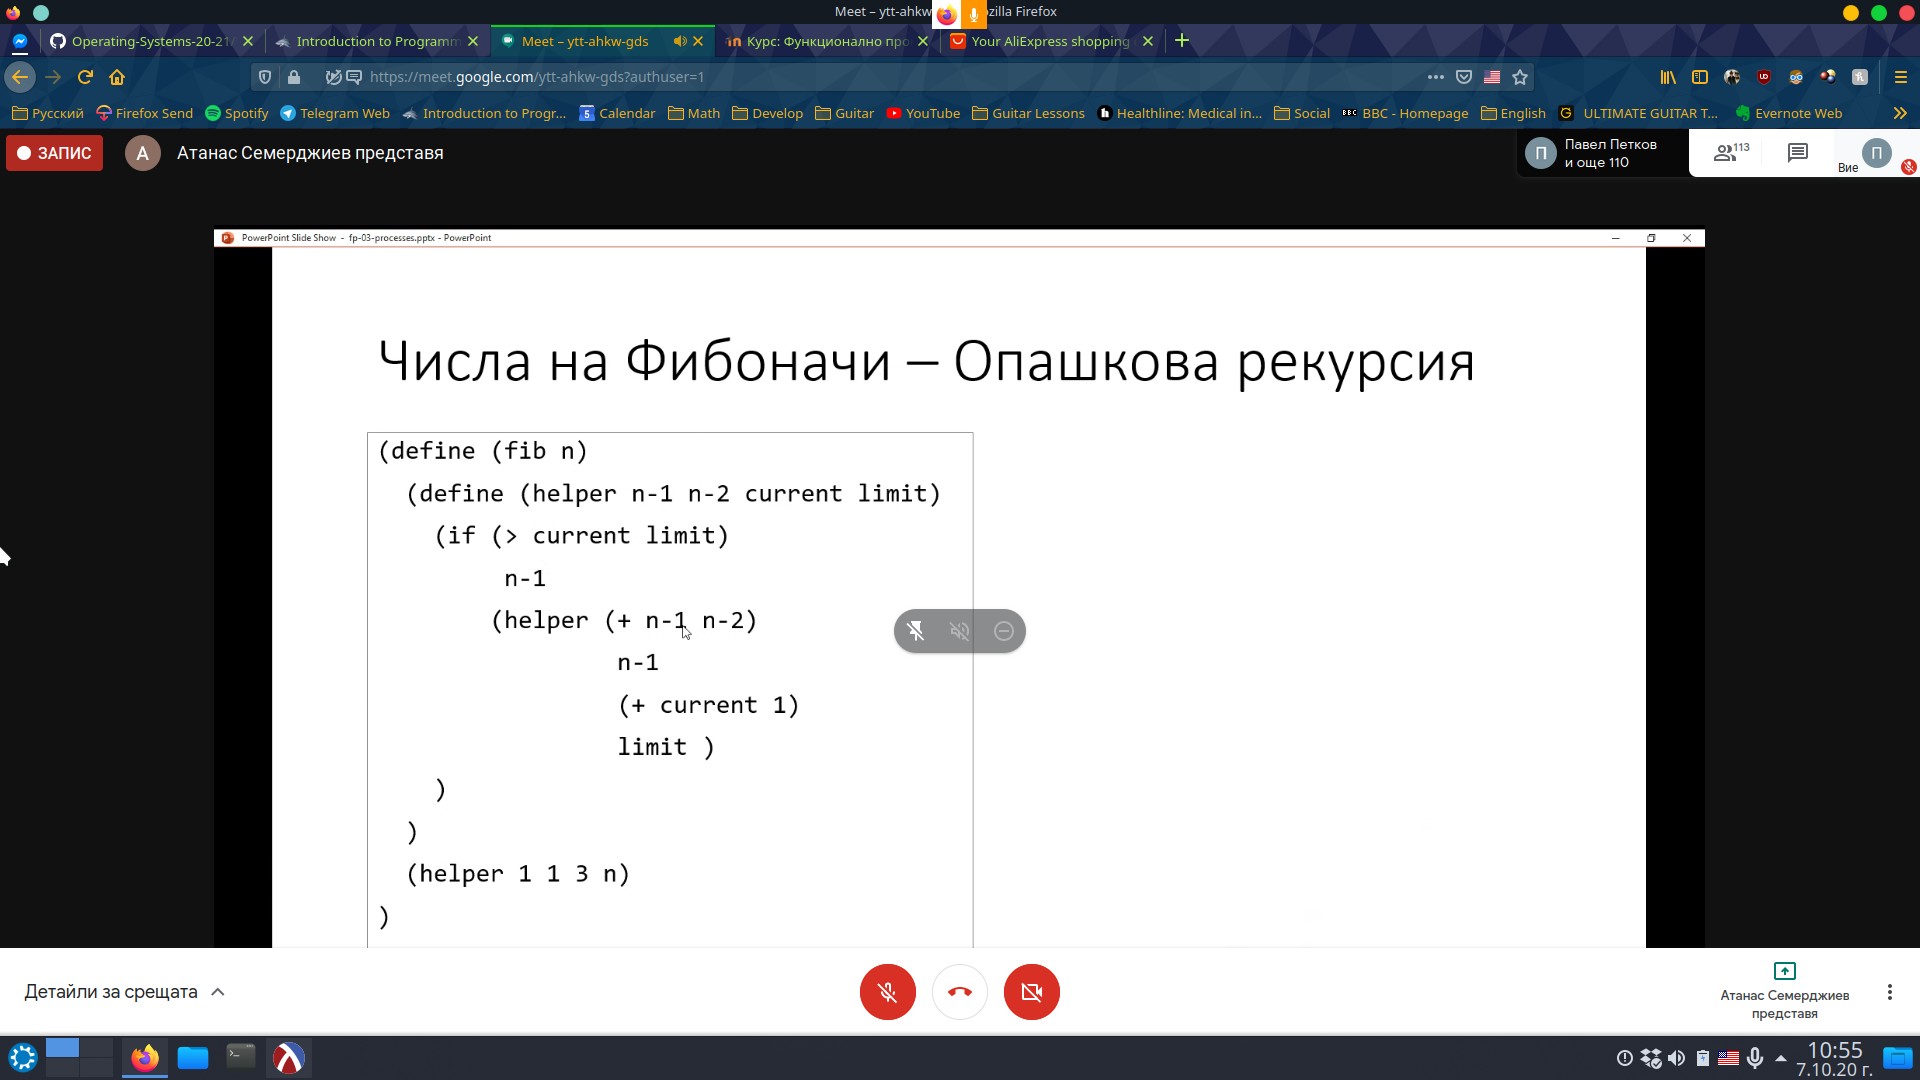 Meet – ytt-ahkw
zilla Firefox
Operating-Systems-20-21/
Introduction to Programm
Meet – ytt-ahkw-gds
Курс: Функционално про
Your AliExpress shopping
https://meet.google.com/ytt-ahkw-gds?authuser=1
Русский
Firefox Send
Spotify
Telegram Web
Introduction to Progr...
Calendar
Math
Develop
Guitar
YouTube
Guitar Lessons
Healthline: Medical in...
Social
BBC - Homepage
English
ULTIMATE GUITAR T...
Evernote Web
ЗАПИС
А
Атанас Семерджиев представя
П
Павел Петков
и още 110
113
Вие
П
PowerPoint Slide Show - fp-03-processes.pptx - PowerPoint
Числа на Фибоначи – Опашкова рекурсия
(define (fib n)
(define (helper n-1 n-2 current limit)
(if (> current limit)
n-1
(helper (+ n-1 n-2)
n-1
(+ current 1)
limit )
)
)
(helper 1 1 3 n)
)
Детайли за срещата
Атанас Семерджиев
представя
10:55
7.10.20 г.